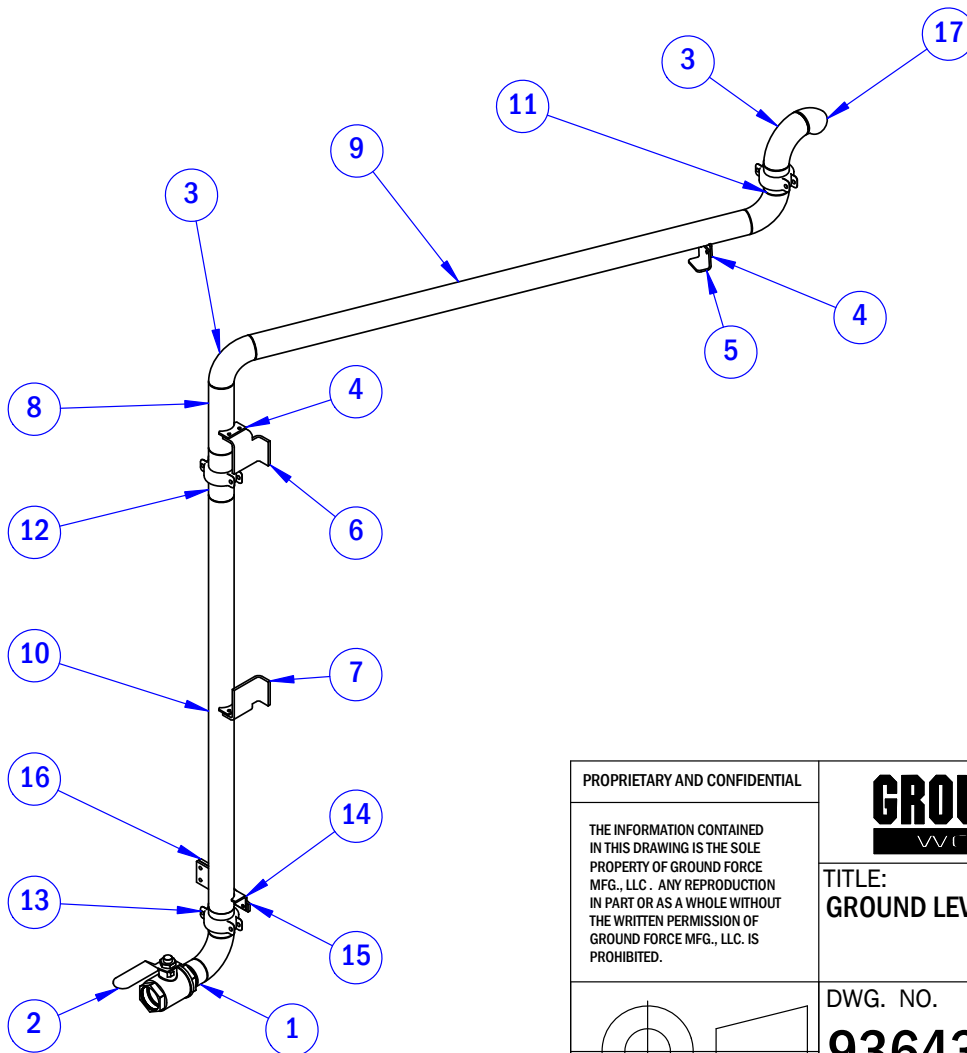 17
3
11
9
3
4
5
4
8
6
12
7
10
16
14
13
15
2
1
PROPRIETARY AND CONFIDENTIAL
THE INFORMATION CONTAINED
IN THIS DRAWING IS THE SOLE
PROPERTY OF GROUND FORCE
MFG., LLC . ANY REPRODUCTION
IN PART OR AS A WHOLE WITHOUT
THE WRITTEN PERMISSION OF
GROUND FORCE MFG., LLC. IS
PROHIBITED.
TITLE:
GROUND LEV
DWG. NO.
93643